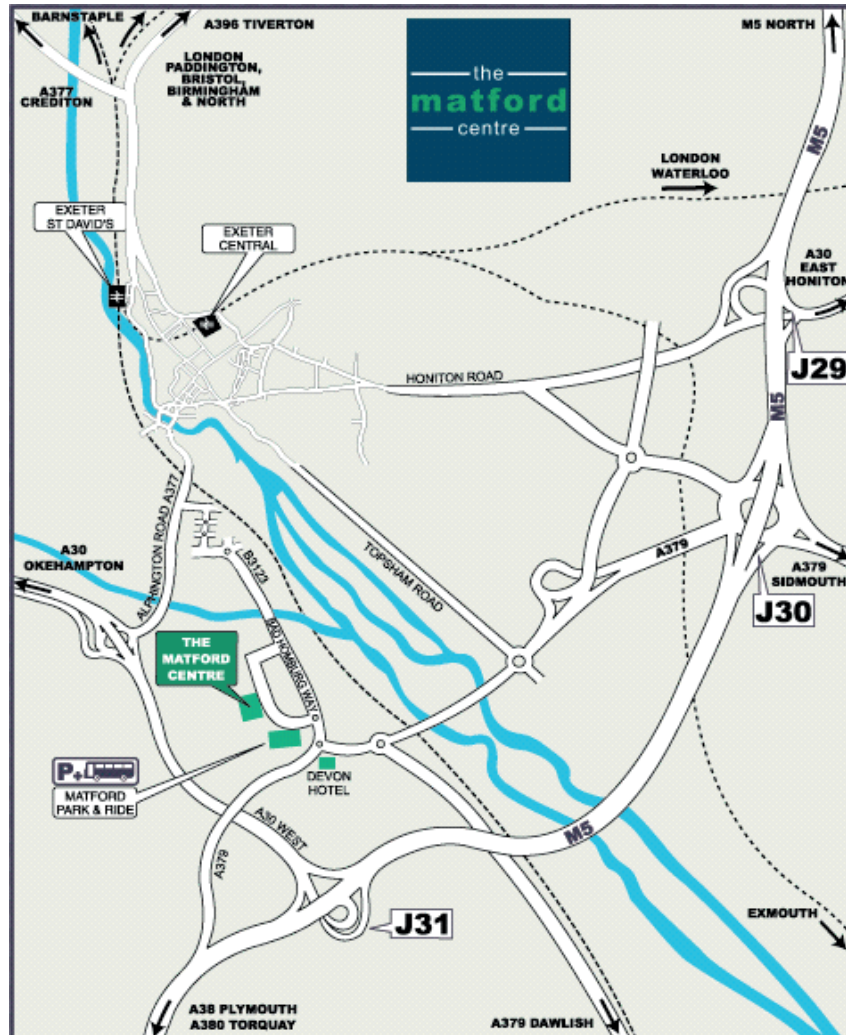 BARNSTAPLE
A396 TIVERTON
M5 NORTH
LONDON
PADDINGTON,
BRISTOL,
BIRMINGHAM
& NORTH
A377
CREDITON
the
matford
centre
M5
LONDON
WATERLOO
EXETER
ST DAVID'S
EXETER
CENTRAL
A30
EAST
HONITON
J29
HONITON ROAD
M5
ALPHINGTON ROAD A377
A30
OKEHAMPTON
B3123
TOPSHAM ROAD
A379
A379
SIDMOUTH
J30
THE
MATFORD
CENTRE
BAD HOMBURG WAY
P+
MATFORD
PARK & RIDE
DEVON
HOTEL
A30 WEST
A379
M5
J31
EXMOUTH
A38 PLYMOUTH
A380 TORQUAY
A379 DAWLISH